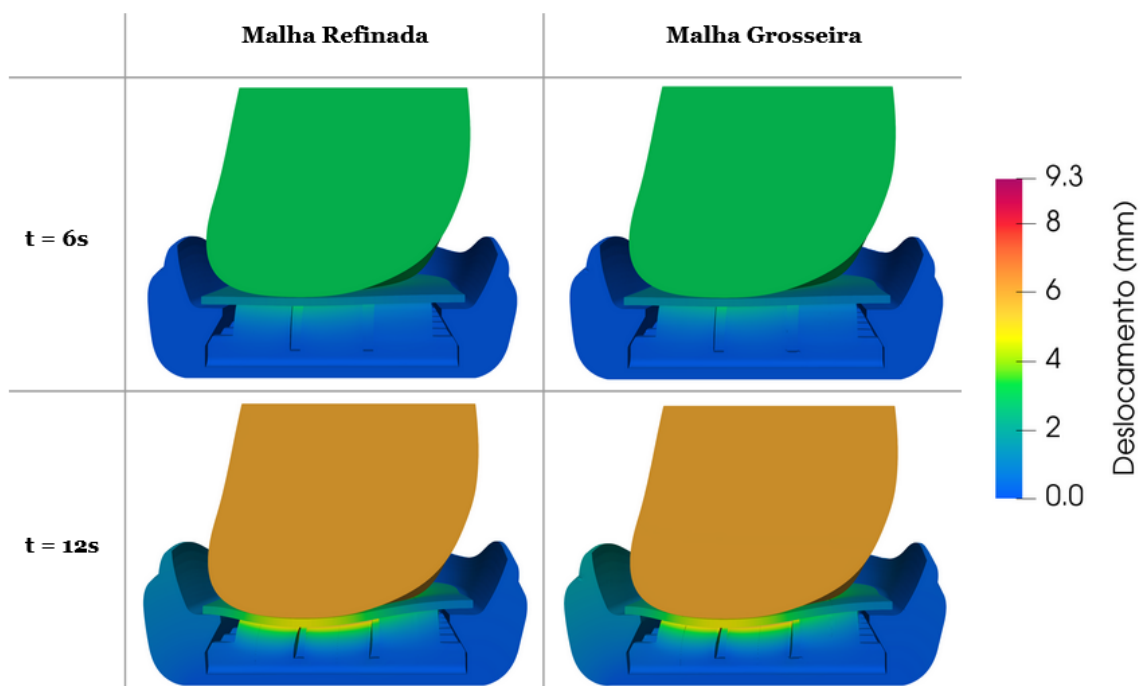 Malha Refinada
Malha Grosseira
t = 6s
t = 12s
9.3
8
6
4
2
0.0
Deslocamento (mm)